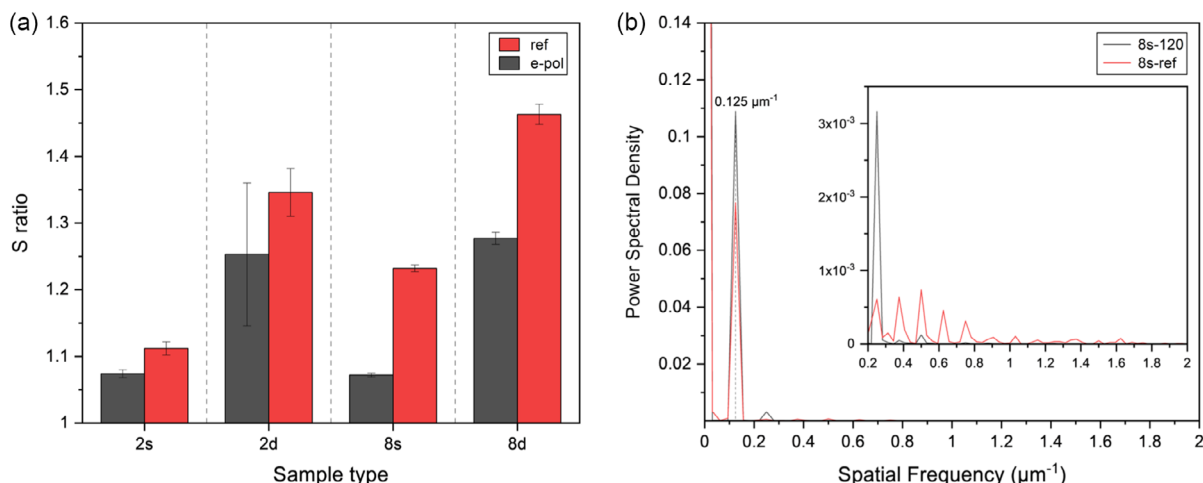 (a)
1.6
1.5
1.4
1.3
1.2
1.1
1
S ratio
ref
e-pol
2s
2d
8s
8d
Sample type
(b)
0.14
0.12
0.1
0.08
0.06
0.04
0.02
Power Spectral Density
8s-120
8s-ref
0.125 µm⁻¹
3x10⁻³
1x10⁻³
0
0.2 0.4 0.6 0.8 1 1.2 1.4 1.6 1.8 2
0 0.2 0.4 0.6 0.8 1 1.2 1.4 1.6 1.8 2
Spatial Frequency (µm⁻¹)